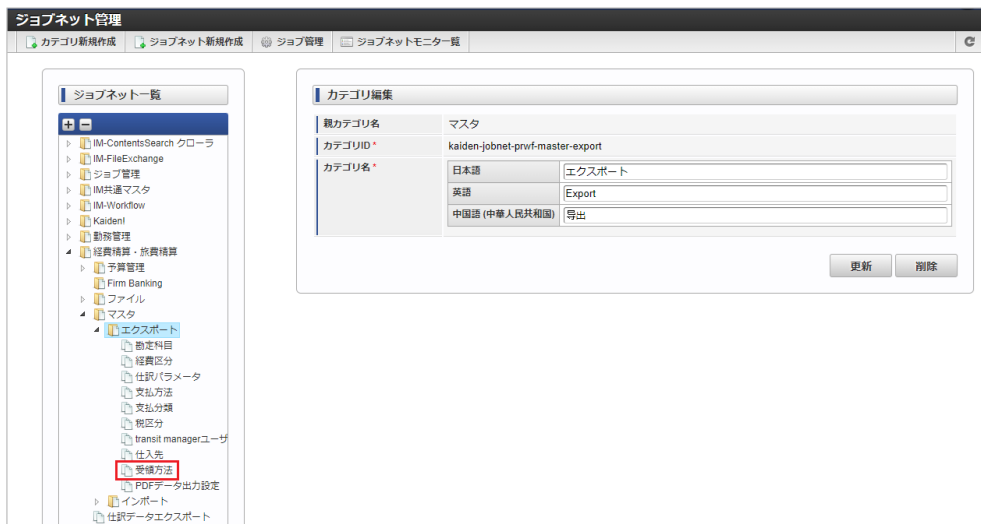 ジョブネット管理
カテゴリ新規作成 ジョブネット新規作成 ジョブ管理 ジョブネットモニター覧
ジョブネット一覧
IM-ContentsSearch クローラ
IM-FileExchange
ジョブ管理
IM共通マスタ
IM-Workflow
Kaiden!
勤務管理
経費精算・旅費精算
予算管理
Firm Banking
ファイル
マスタ
エクスポート
勘定科目
経費区分
仕訳パラメータ
支払方法
支払分類
税区分
transit managerユーザ
仕入先
受領方法
PDFデータ出力設定
インポート
仕訳データエクスポート
カテゴリ編集
親カテゴリ名 マスタ
カテゴリID* kaiden-jobnet-prwf-master-export
カテゴリ名*
日本語 エクスポート
英語 Export
中国語 (中華人民共和国) 导出
更新 削除